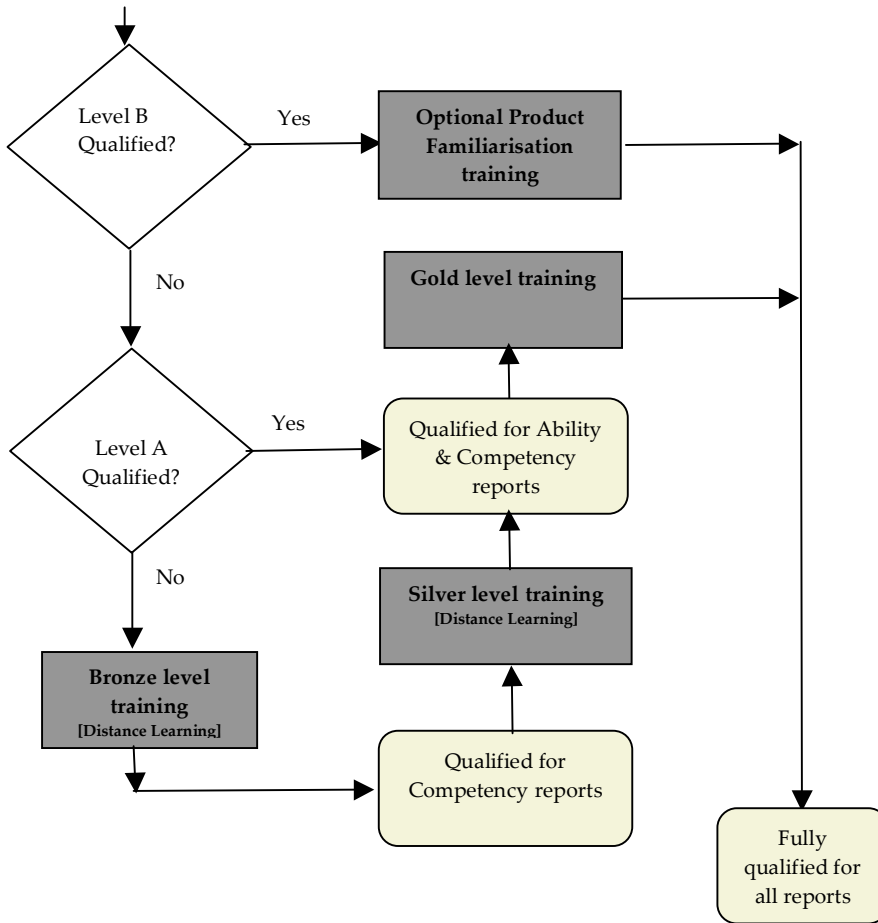 Level B
Qualified?
Yes
Optional Product
Familiarisation
training
No
Gold level training
Level A
Qualified?
Yes
Qualified for Ability
& Competency
reports
No
Silver level training
[Distance Learning]
Bronze level
training
[Distance Learning]
Qualified for
Competency reports
Fully
qualified for
all reports